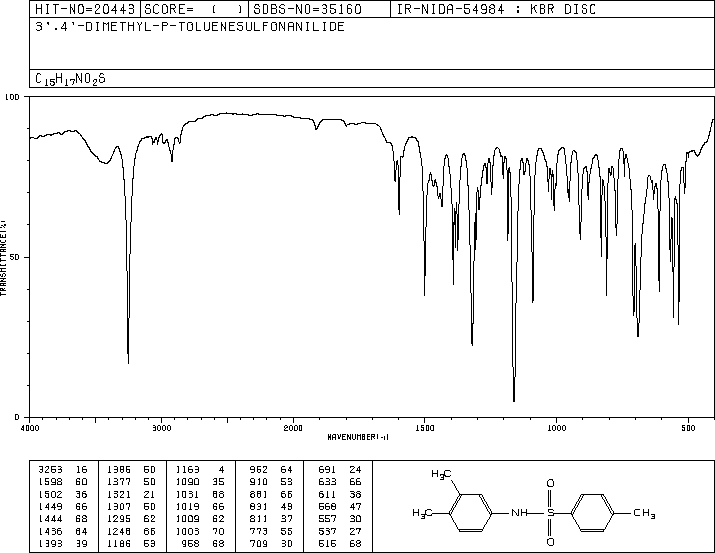 HIT-NO=20443 SCORE= ( ) SDBS-NO=35160 IR-NIDA-54984 : KBR DISC
3'.4'-DIMETHYL-P-TOLUENESULFONANILIDE
C15H17NO2S
100
50
0
TRANSMITTANCE(%)
4000 3000 2000 1500 1000 500
WAVENUMBER(-1)
3253 16 1386 60 1163 4 952 64 691 24
1598 60 1377 50 1090 35 910 53 633 66
1502 36 1321 21 1031 68 881 66 611 38
1449 66 1307 50 1019 66 831 49 568 47
1444 68 1295 62 1009 62 811 37 557 30
1436 64 1248 66 1003 70 773 55 537 27
1393 39 1186 53 958 68 709 30 515 68
H3C
H3C
NH
O
S
O
CH3